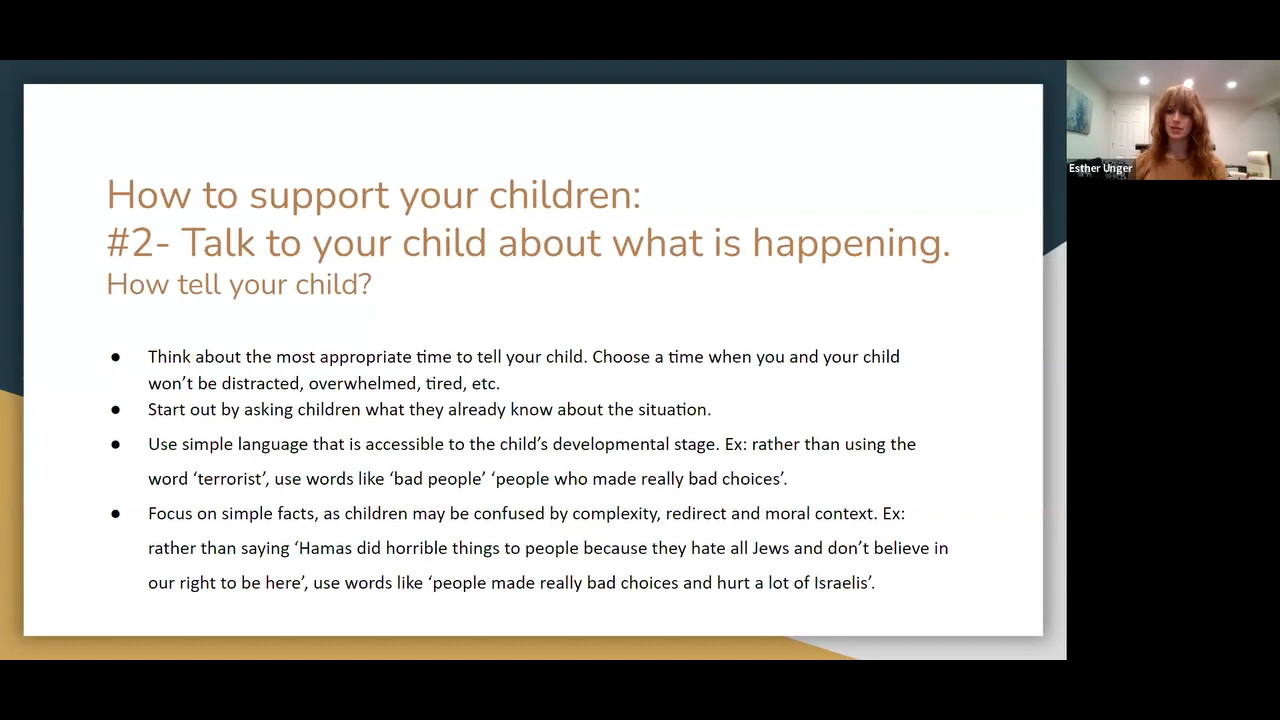 How to support your children:
#2- Talk to your child about what is happening.
How tell your child?
● Think about the most appropriate time to tell your child. Choose a time when you and your child
won’t be distracted, overwhelmed, tired, etc.
● Start out by asking children what they already know about the situation.
● Use simple language that is accessible to the child’s developmental stage. Ex: rather than using the
word ‘terrorist’, use words like ‘bad people’ ‘people who made really bad choices’.
● Focus on simple facts, as children may be confused by complexity, redirect and moral context. Ex:
rather than saying ‘Hamas did horrible things to people because they hate all Jews and don’t believe in
our right to be here’, use words like ‘people made really bad choices and hurt a lot of Israelis’.
Esther Unger